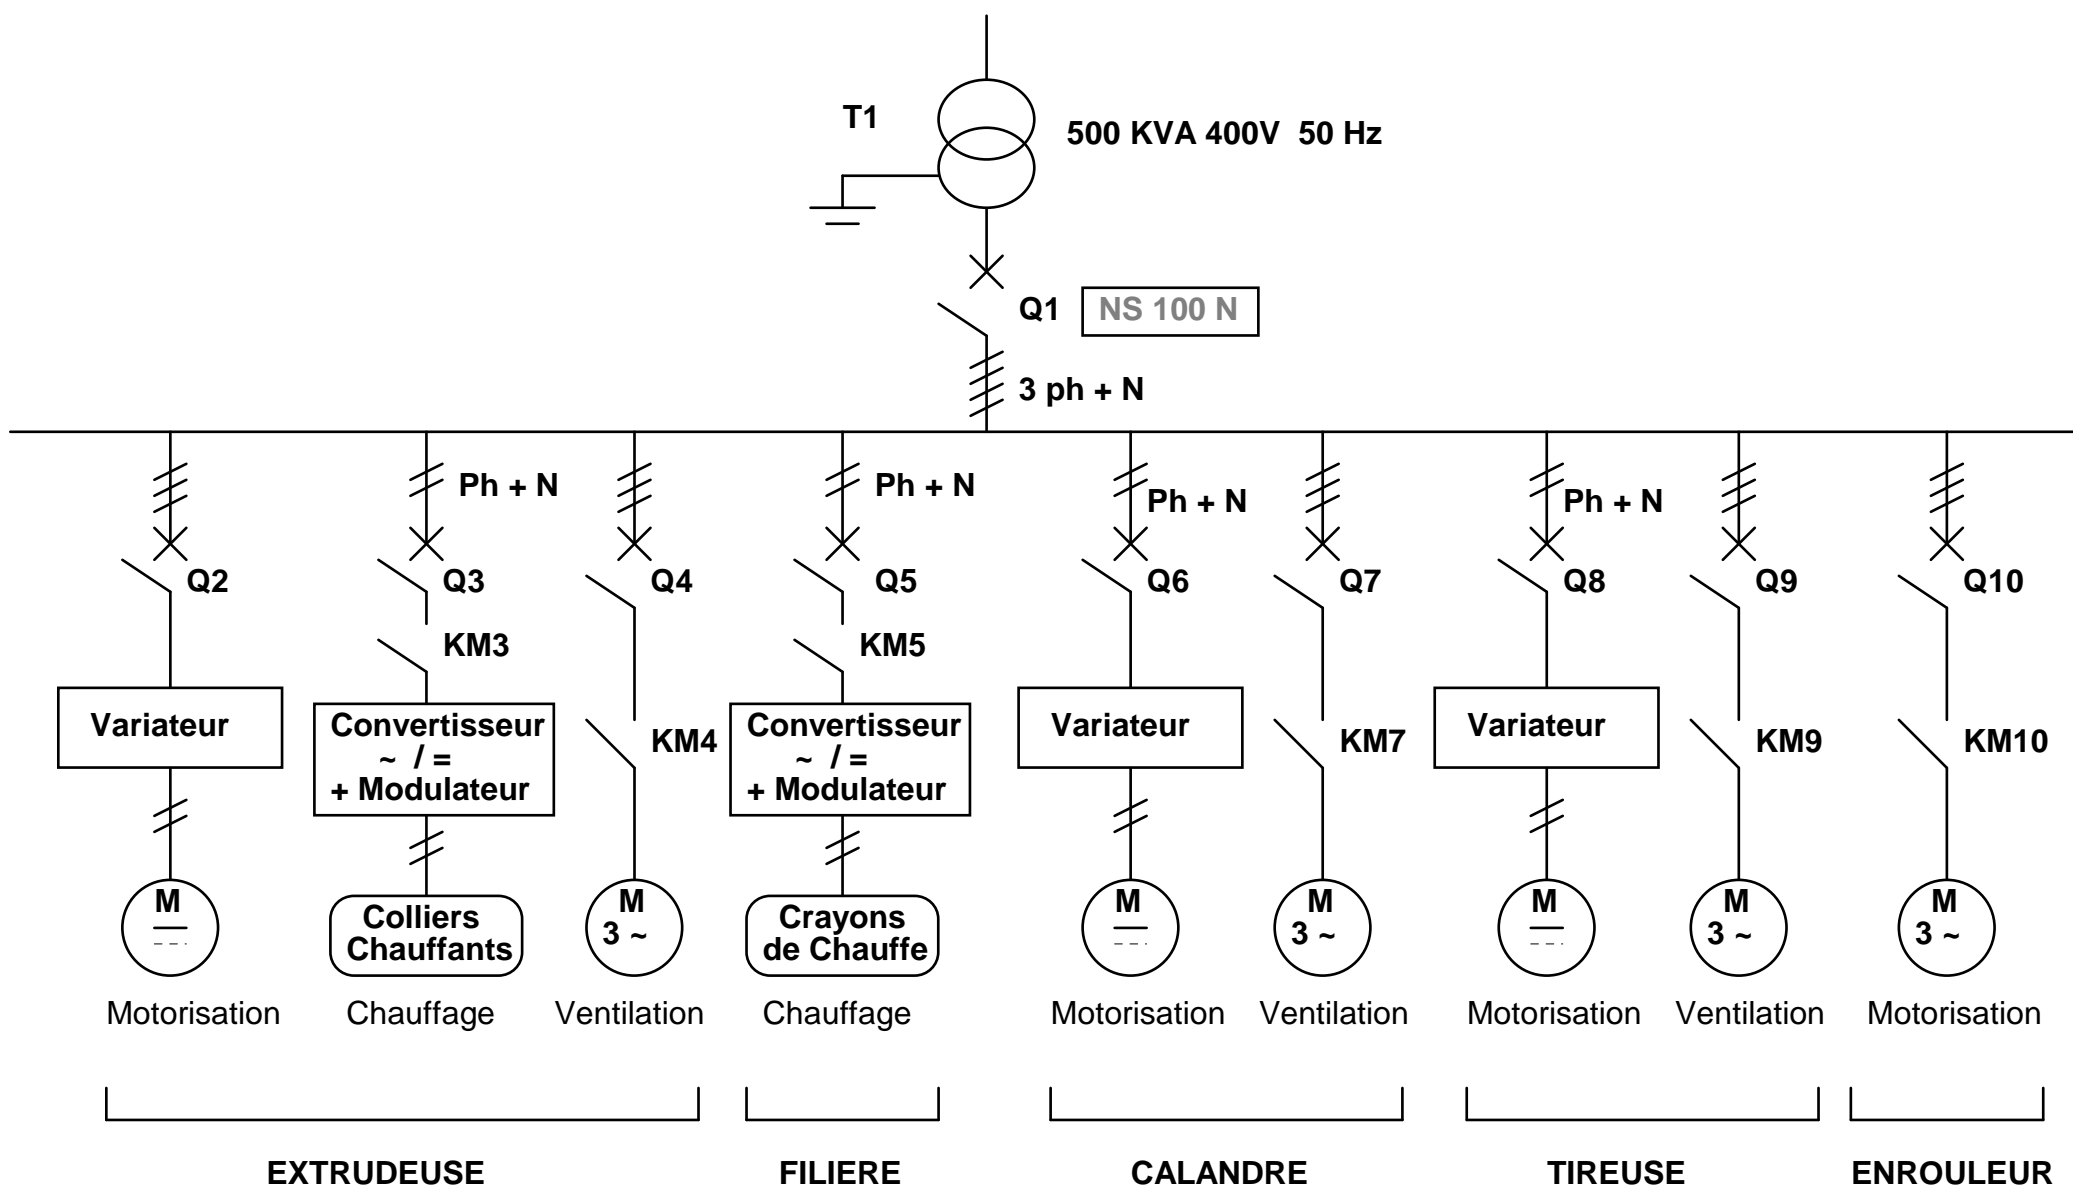 T1
500 KVA 400V  50 Hz
Q1
NS 100 N
3 ph + N
Ph + N
Ph + N
Ph + N
Ph + N
Q2
Q3
Q4
Q5
Q6
Q7
Q8
Q9
Q10
KM3
KM5
Variateur
Convertisseur
~ / =
+ Modulateur
KM4
Convertisseur
~ / =
+ Modulateur
Variateur
KM7
Variateur
KM9
KM10
M
Colliers
Chauffants
M
3 ~
Crayons
de Chauffe
M
M
3 ~
M
M
3 ~
M
3 ~
Motorisation
Chauffage
Ventilation
Chauffage
Motorisation
Ventilation
Motorisation
Ventilation
Motorisation
EXTRUDEUSE
FILIERE
CALANDRE
TIREUSE
ENROULEUR